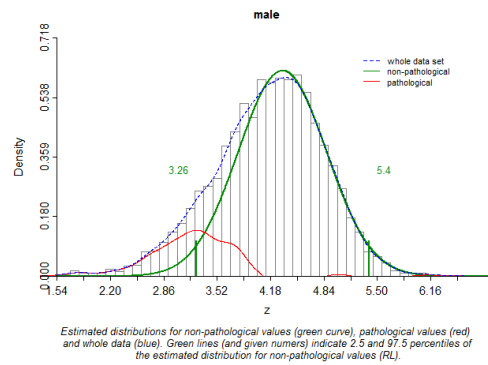 male
0.718
whole data set
non-pathological
pathological
0.538
Density
0.359
3.26
5.4
0.180
0.000
1.54 2.20 2.86 3.52 4.18 4.84 5.50 6.16
z
Estimated distributions for non-pathological values (green curve), pathological values (red)
and whole data (blue). Green lines (and given numers) indicate 2.5 and 97.5 percentiles of
the estimated distribution for non-pathological values (RL).